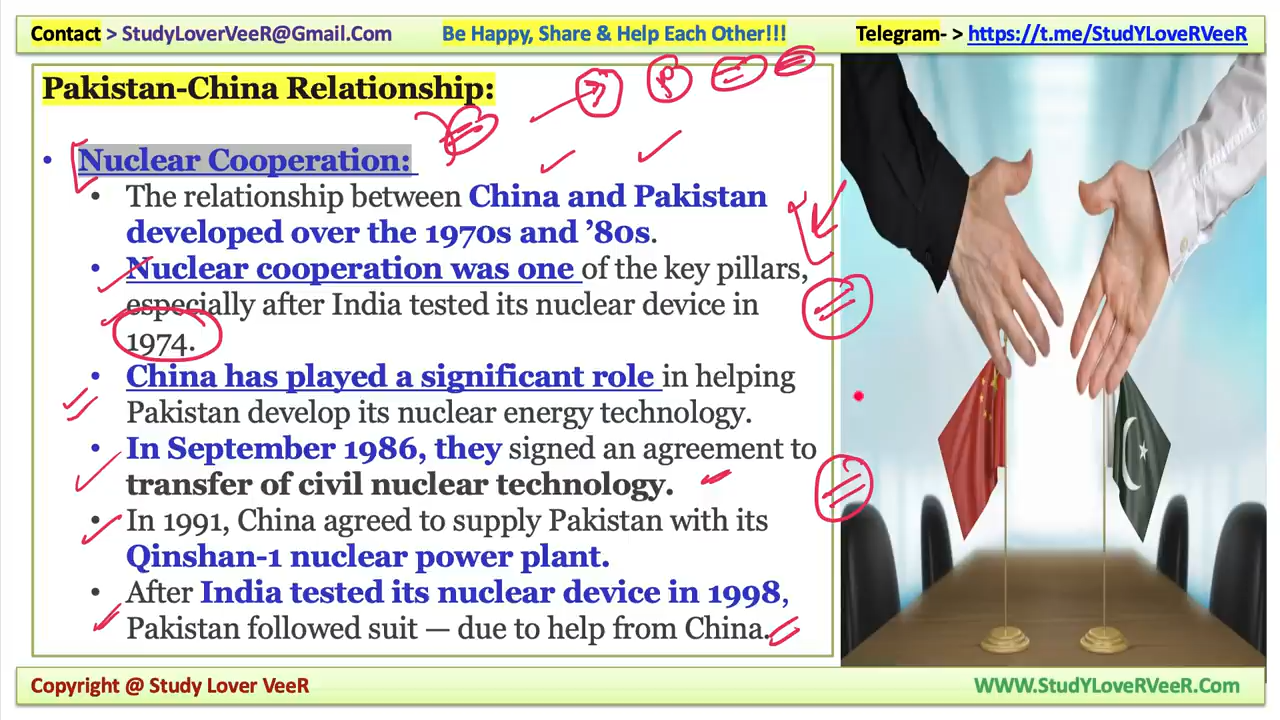 Contact > StudyLoverVeeR@Gmail.Com Be Happy, Share & Help Each Other!!! Telegram- > https://t.me/StudYLoveRVeeR
Pakistan-China Relationship:
• Nuclear Cooperation:
• The relationship between China and Pakistan
developed over the 1970s and ’80s.
• Nuclear cooperation was one of the key pillars,
especially after India tested its nuclear device in
1974.
• China has played a significant role in helping
Pakistan develop its nuclear energy technology.
• In September 1986, they signed an agreement to
transfer of civil nuclear technology.
• In 1991, China agreed to supply Pakistan with its
Qinshan-1 nuclear power plant.
• After India tested its nuclear device in 1998,
Pakistan followed suit — due to help from China.
Copyright @ Study Lover VeeR WWW.StudYLoveRVeeR.Com